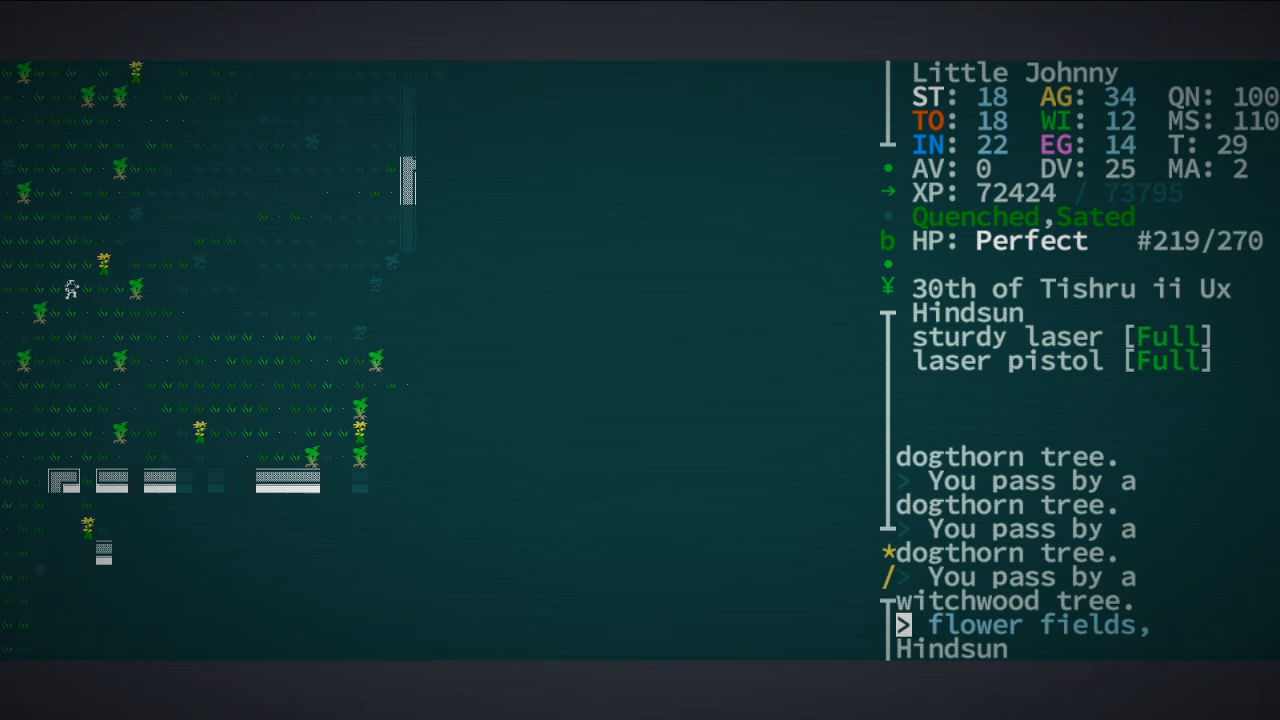 Little Johnny
ST: 18 AG: 34 QN: 100
TO: 18 WI: 12 MS: 110
IN: 22 EG: 14 T: 29
AV: 0 DV: 25 MA: 2
→ XP: 72424 / 73795
Quenched,Sated
b HP: Perfect #219/270
¥ 30th of Tishru ii Ux
Hindsun
sturdy laser [Full]
laser pistol [Full]
dogthorn tree.
> You pass by a
dogthorn tree.
> You pass by a
*dogthorn tree.
/> You pass by a
witchwood tree.
> flower fields,
Hindsun